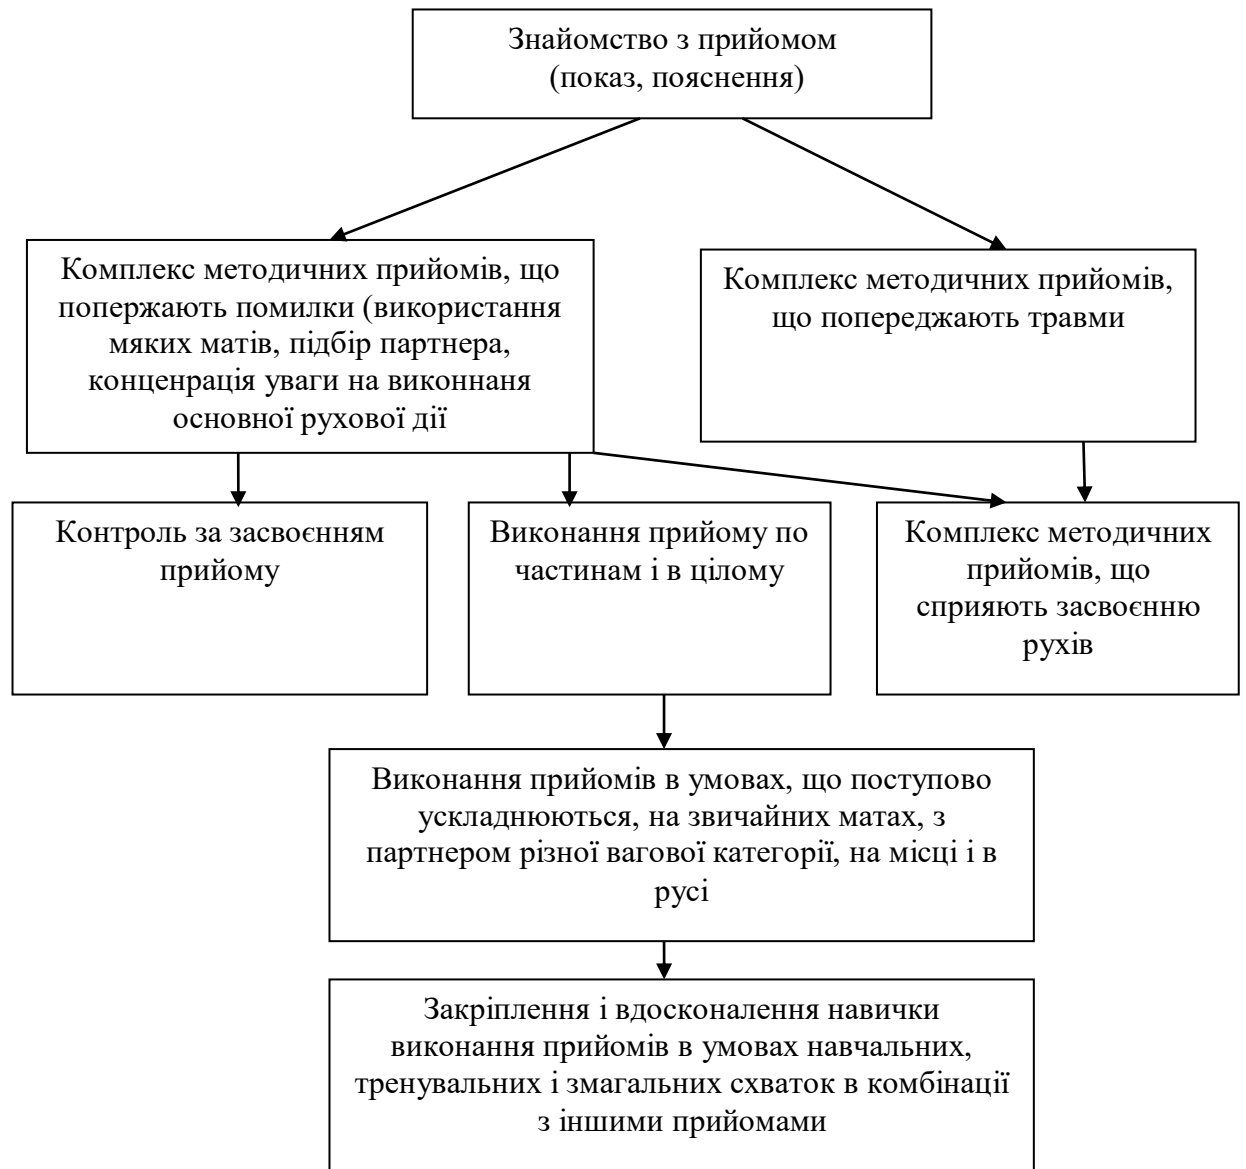 Знайомство з прийомом
(показ, пояснення)
Комплекс методичних прийомів, що
попержають помилки (використання
мяких матів, підбір партнера,
конценрація уваги на виконнаня
основної рухової дії
Комплекс методичних прийомів,
що попереджають травми
Контроль за засвоєнням
прийому
Виконання прийому по
частинам і в цілому
Комплекс методичних
прийомів, що
сприяють засвоєнню
рухів
Виконання прийомів в умовах, що поступово
ускладнюються, на звичайних матах, з
партнером різної вагової категорії, на місці і в
русі
Закріплення і вдосконалення навички
виконання прийомів в умовах навчальних,
тренувальних і змагальних схваток в комбінації
з іншими прийомами